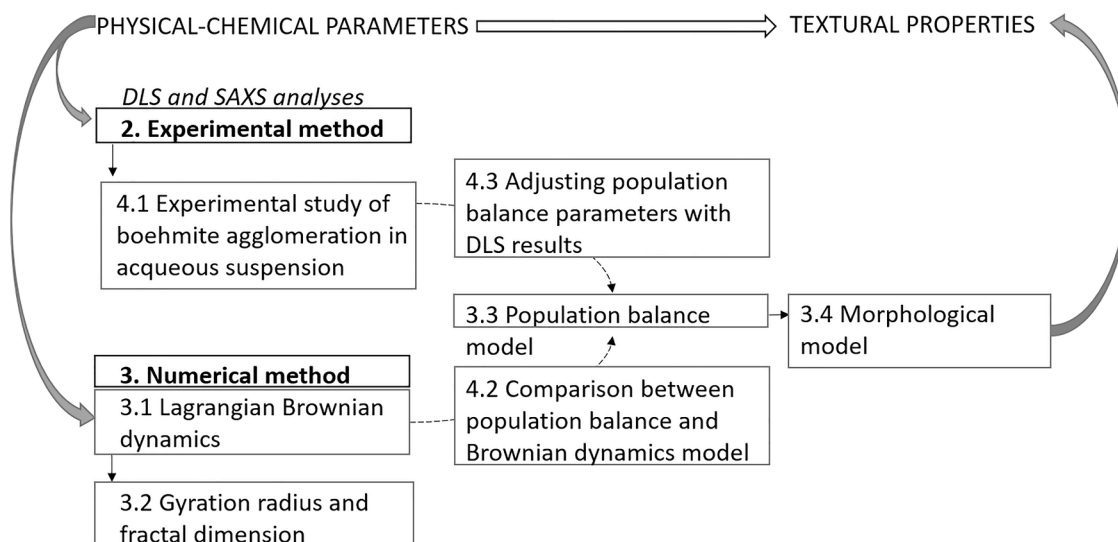 PHYSICAL-CHEMICAL PARAMETERS
TEXTURAL PROPERTIES
DLS and SAXS analyses
2. Experimental method
4.1 Experimental study of
boehmite agglomeration in
acqueous suspension
4.3 Adjusting population
balance parameters with
DLS results
3.3 Population balance
model
3.4 Morphological
model
3. Numerical method
3.1 Lagrangian Brownian
dynamics
4.2 Comparison between
population balance and
Brownian dynamics model
3.2 Gyration radius and
fractal dimension